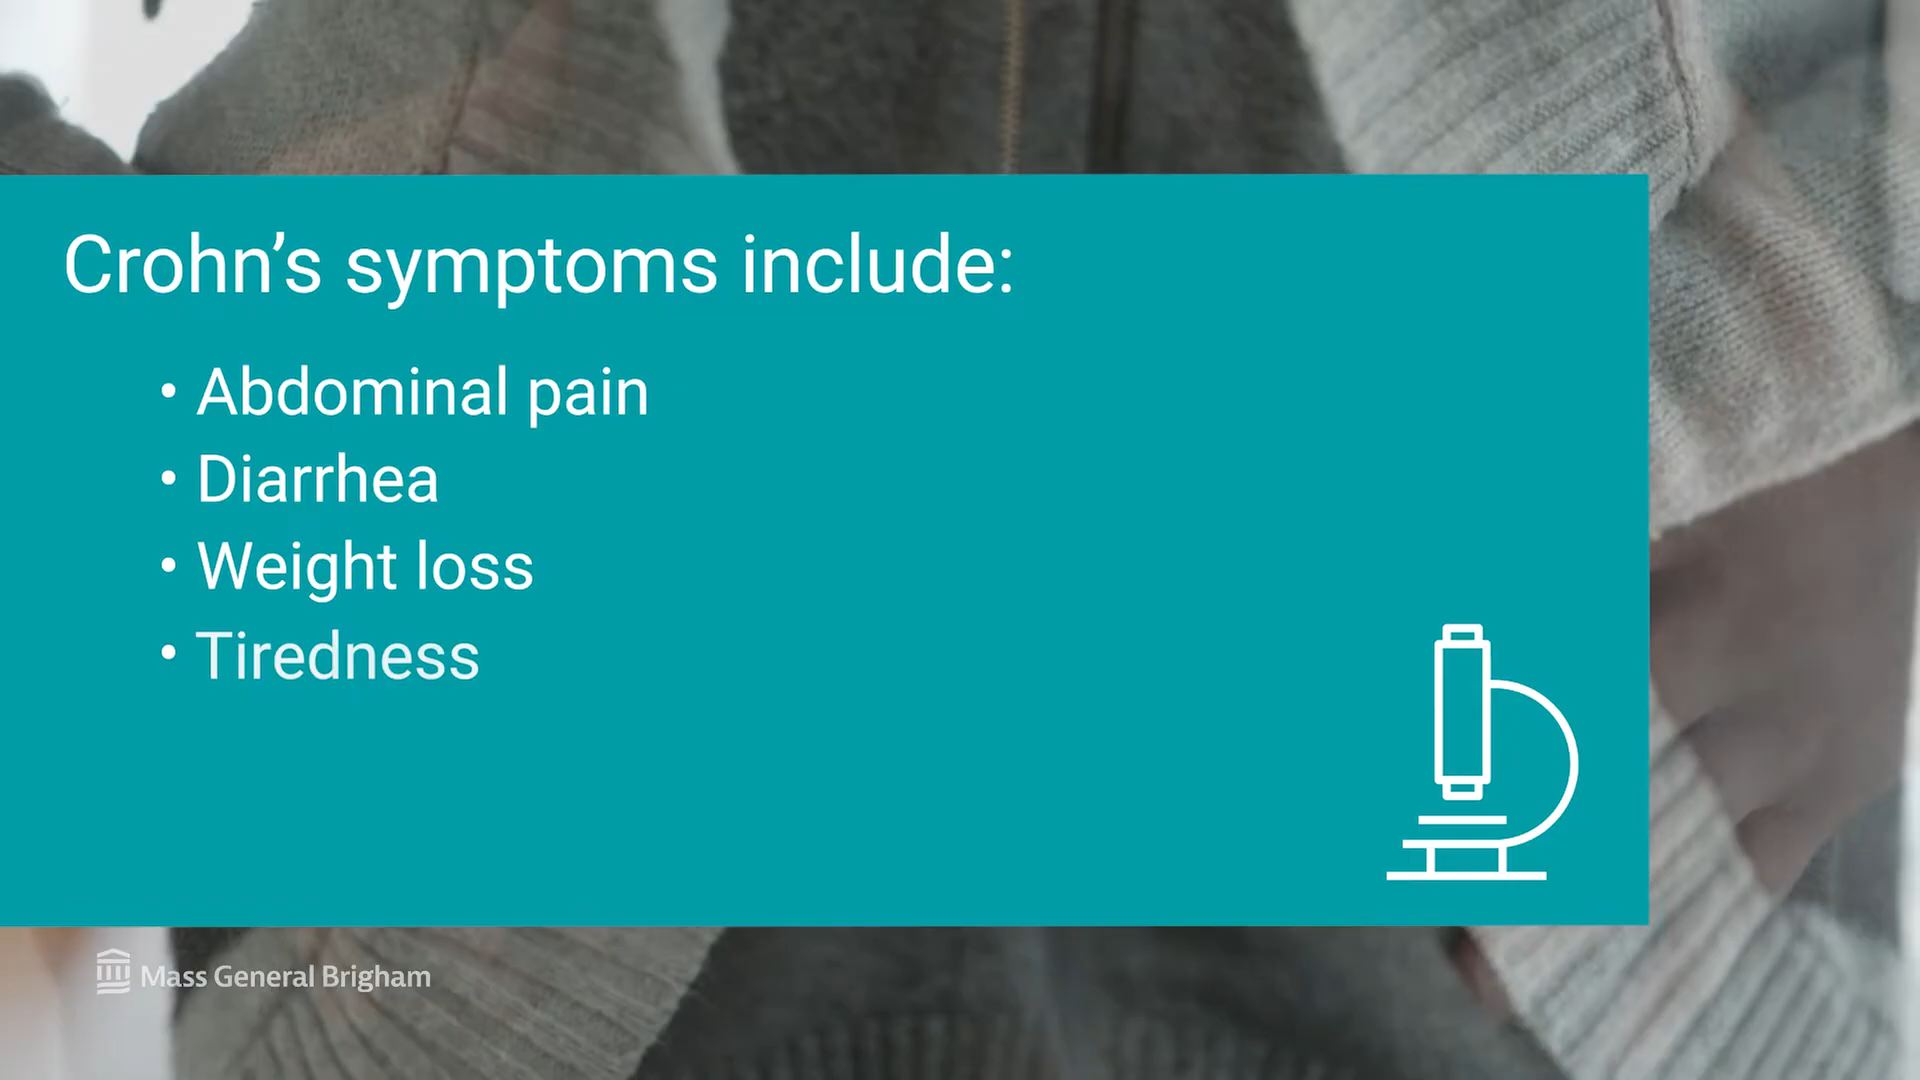 Crohn’s symptoms include:
• Abdominal pain
• Diarrhea
• Weight loss
• Tiredness
Mass General Brigham